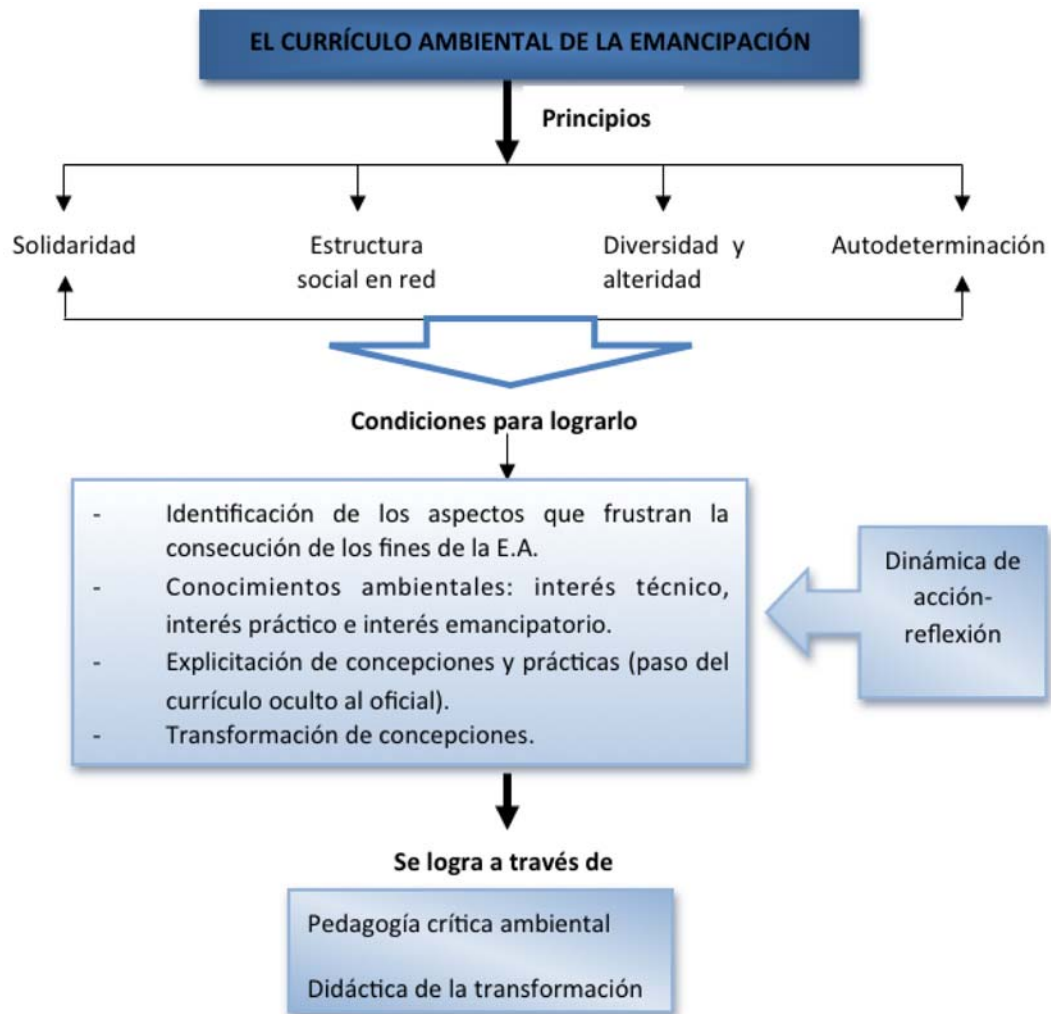 EL CURRÍCULO AMBIENTAL DE LA EMANCIPACIÓN
Principios
Solidaridad
Estructura
social en red
Diversidad y
alteridad
Autodeterminación
Condiciones para lograrlo
- Identificación de los aspectos que frustran la
consecución de los fines de la E.A.
- Conocimientos ambientales: interés técnico,
interés práctico e interés emancipatorio.
- Explicitación de concepciones y prácticas (paso del
currículo oculto al oficial).
- Transformación de concepciones.
Dinámica de
acción-
reflexión
Se logra a través de
Pedagogía crítica ambiental
Didáctica de la transformación